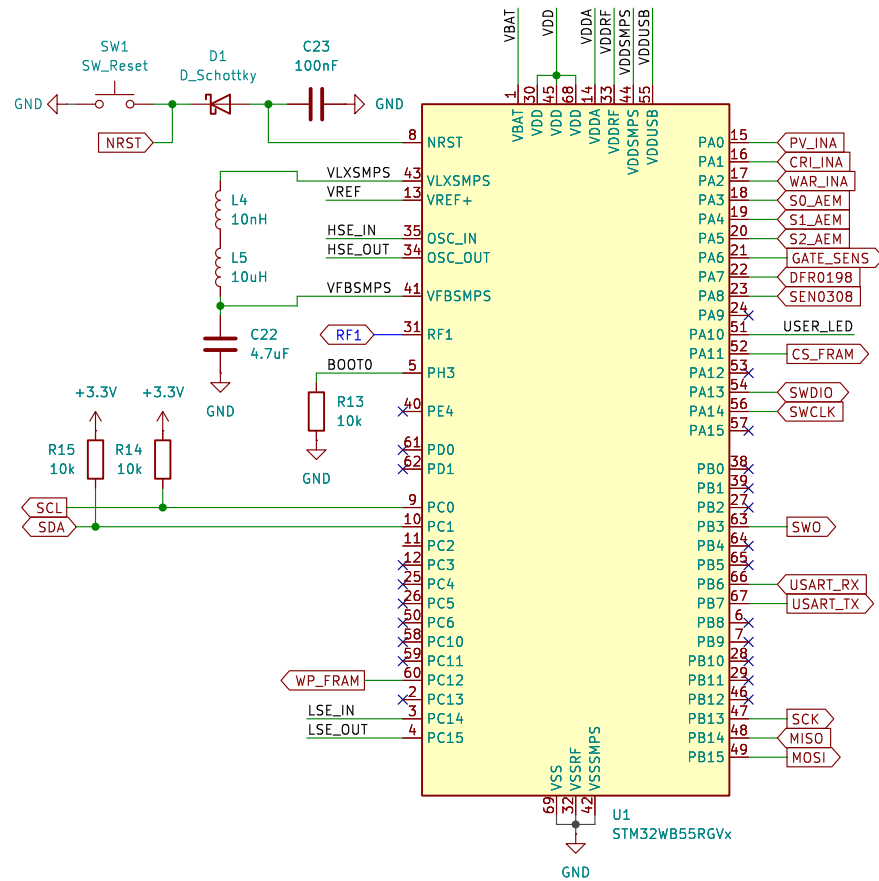 VBAT
VDD
VDDA
VDDRF
VDDSMPS
VDDUSB
1
30
45
68
14
33
44
55
VBAT
VDD
VDD
VDD
VDDA
VDDRF
VDDSMPS
VDDUSB
SW1
SW_Reset
GND
D1
D_Schottky
C23
100nF
GND
NRST
8 NRST
VLXSMPS 43 VLXSMPS
VREF 13 VREF+
L4
10nH
HSE_IN 35 OSC_IN
HSE_OUT 34 OSC_OUT
L5
10uH
VFBSMPS 41 VFBSMPS
C22
4.7uF
GND
RF1 31 RF1
BOOT0 5 PH3
R13
10k
GND
40 PE4
61 PD0
62 PD1
+3.3V
+3.3V
R15
10k
R14
10k
SCL 9 PC0
SDA 10 PC1
11 PC2
12 PC3
25 PC4
26 PC5
50 PC6
58 PC10
59 PC11
WP_FRAM 60 PC12
2 PC13
LSE_IN 3 PC14
LSE_OUT 4 PC15
PA0 15 PV_INA
PA1 16 CRI_INA
PA2 17 WAR_INA
PA3 18 S0_AEM
PA4 19 S1_AEM
PA5 20 S2_AEM
PA6 21 GATE_SENS
PA7 22 DFR0198
PA8 23 SEN0308
PA9 24
PA10 51 USER_LED
PA11 52 CS_FRAM
PA12 53
PA13 54 SWDIO
PA14 56 SWCLK
PA15 57
PB0 38
PB1 39
PB2 27
PB3 63 SWO
PB4 64
PB5 65
PB6 66 USART_RX
PB7 67 USART_TX
PB8 6
PB9 7
PB10 28
PB11 29
PB12 46
PB13 47 SCK
PB14 48 MISO
PB15 49 MOSI
VSS
VSSRF
VSSSMPS
69
32
42
GND
U1
STM32WB55RGVx